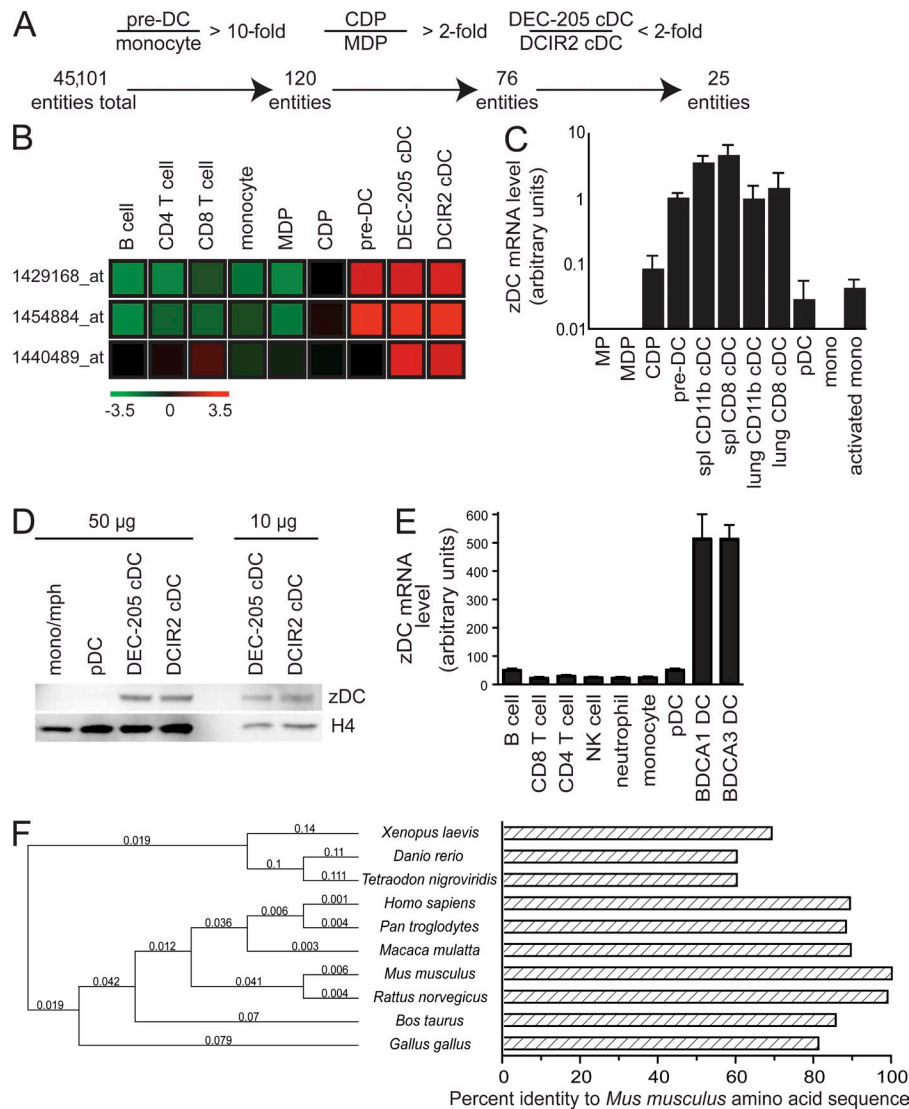 A
pre-DC
monocyte
> 10-fold
CDP
MDP
> 2-fold
DEC-205 cDC
DCIR2 cDC
< 2-fold
45,101
entities total
120
entities
76
entities
25
entities
B
B cell
CD4 T cell
CD8 T cell
monocyte
MDP
CDP
pre-DC
DEC-205 cDC
DCIR2 cDC
1429168_at
1454884_at
1440489_at
-3.5 0 3.5
C
zDC mRNA level
(arbitrary units)
10
1
0.1
0.01
MP
MDP
CDP
pre-DC
spl CD11b cDC
spl CD8 cDC
lung CD11b cDC
lung CD8 cDC
pDC
mono
activated mono
D
50 µg
10 µg
mono/mph
pDC
DEC-205 cDC
DCIR2 cDC
DEC-205 cDC
DCIR2 cDC
zDC
H4
E
zDC mRNA
level
(arbitrary units)
600
500
400
300
200
100
0
B cell
CD8 T cell
CD4 T cell
NK cell
neutrophil
monocyte
pDC
BDCA1 DC
BDCA3 DC
F
0.019
0.14
0.1
0.11
0.111
0.001
0.006
0.004
0.036
0.003
0.012
0.006
0.041
0.004
0.042
0.07
0.019
0.079
Xenopus laevis
Danio rerio
Tetraodon nigroviridis
Homo sapiens
Pan troglodytes
Macaca mulatta
Mus musculus
Rattus norvegicus
Bos taurus
Gallus gallus
0 20 40 60 80 100
Percent identity to Mus musculus amino acid sequence